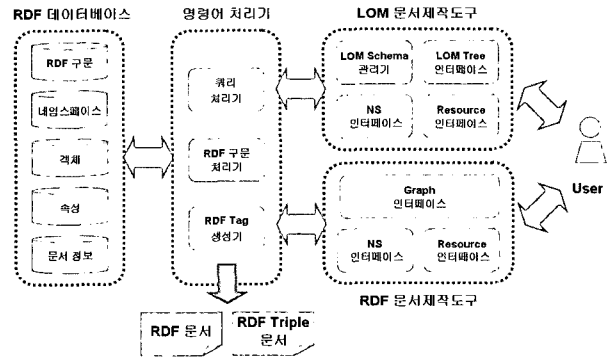 RDF 데이터베이스
RDF 구문
네임스페이스
객체
속성
문서 정보
명령어 처리기
쿼리
처리기
RDF 구문
처리기
RDF Tag
생성기
RDF 문서
RDF Triple
문서
LOM 문서제작도구
LOM Schema
관리기
LOM Tree
인터페이스
NS
인터페이스
Resource
인터페이스
Graph
인터페이스
NS
인터페이스
Resource
인터페이스
RDF 문서제작도구
User